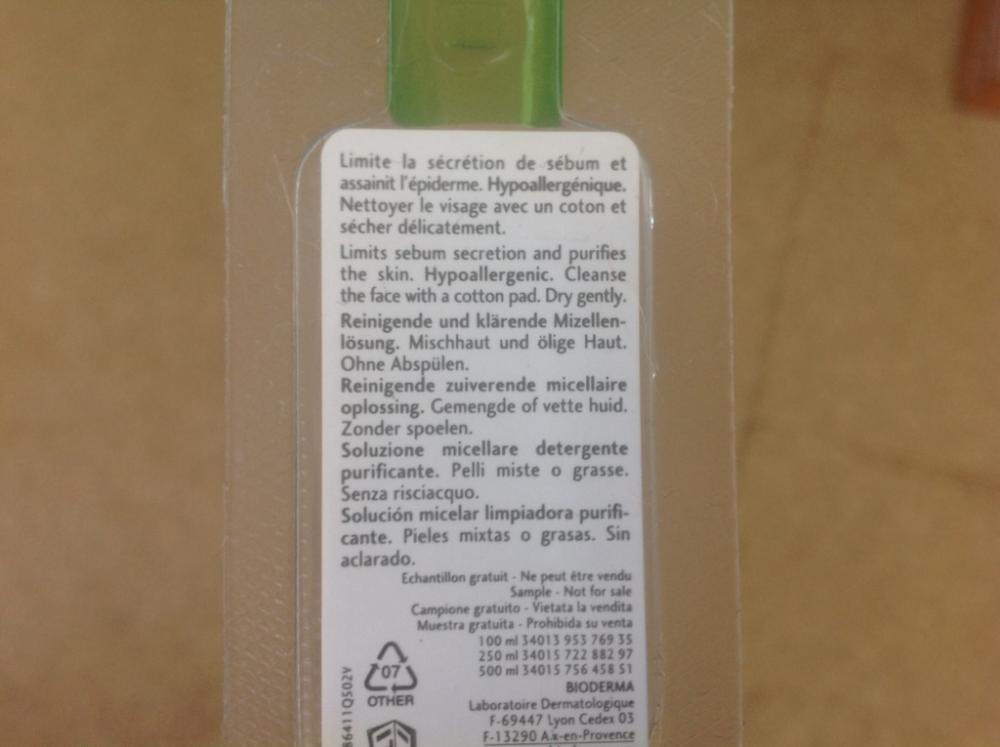 Limite la sécrétion de sébum et
assainit l'épiderme. Hypoallergénique.
Nettoyer le visage avec un coton et
sécher délicatement.
Limits sebum secretion and purifies
the skin. Hypoallergenic. Cleanse
the face with a cotton pad. Dry gently.
Reinigende und klärende Mizellen-
lösung. Mischhaut und ölige Haut.
Ohne Abspülen.
Reinigende zuiverende micellaire
oplossing. Gemengde of vette huid.
Zonder spoelen.
Soluzione micellare detergente
purificante. Pelli miste o grasse.
Senza risciacquo.
Solución micelar limpiadora purifi-
cante. Pieles mixtas o grasas. Sin
aclarado.
Echantillon gratuit - Ne peut être vendu
Sample - Not for sale
Campione gratuito - Vietata la vendita
Muestra gratuita - Prohibida su venta
100 ml 34013 953 769 35
250 ml 34015 722 882 97
500 ml 34015 756 458 51
BIODERMA
Laboratoire Dermatologique
F-69447 Lyon Cedex 03
F-13290 Aix-en-Provence
07
OTHER